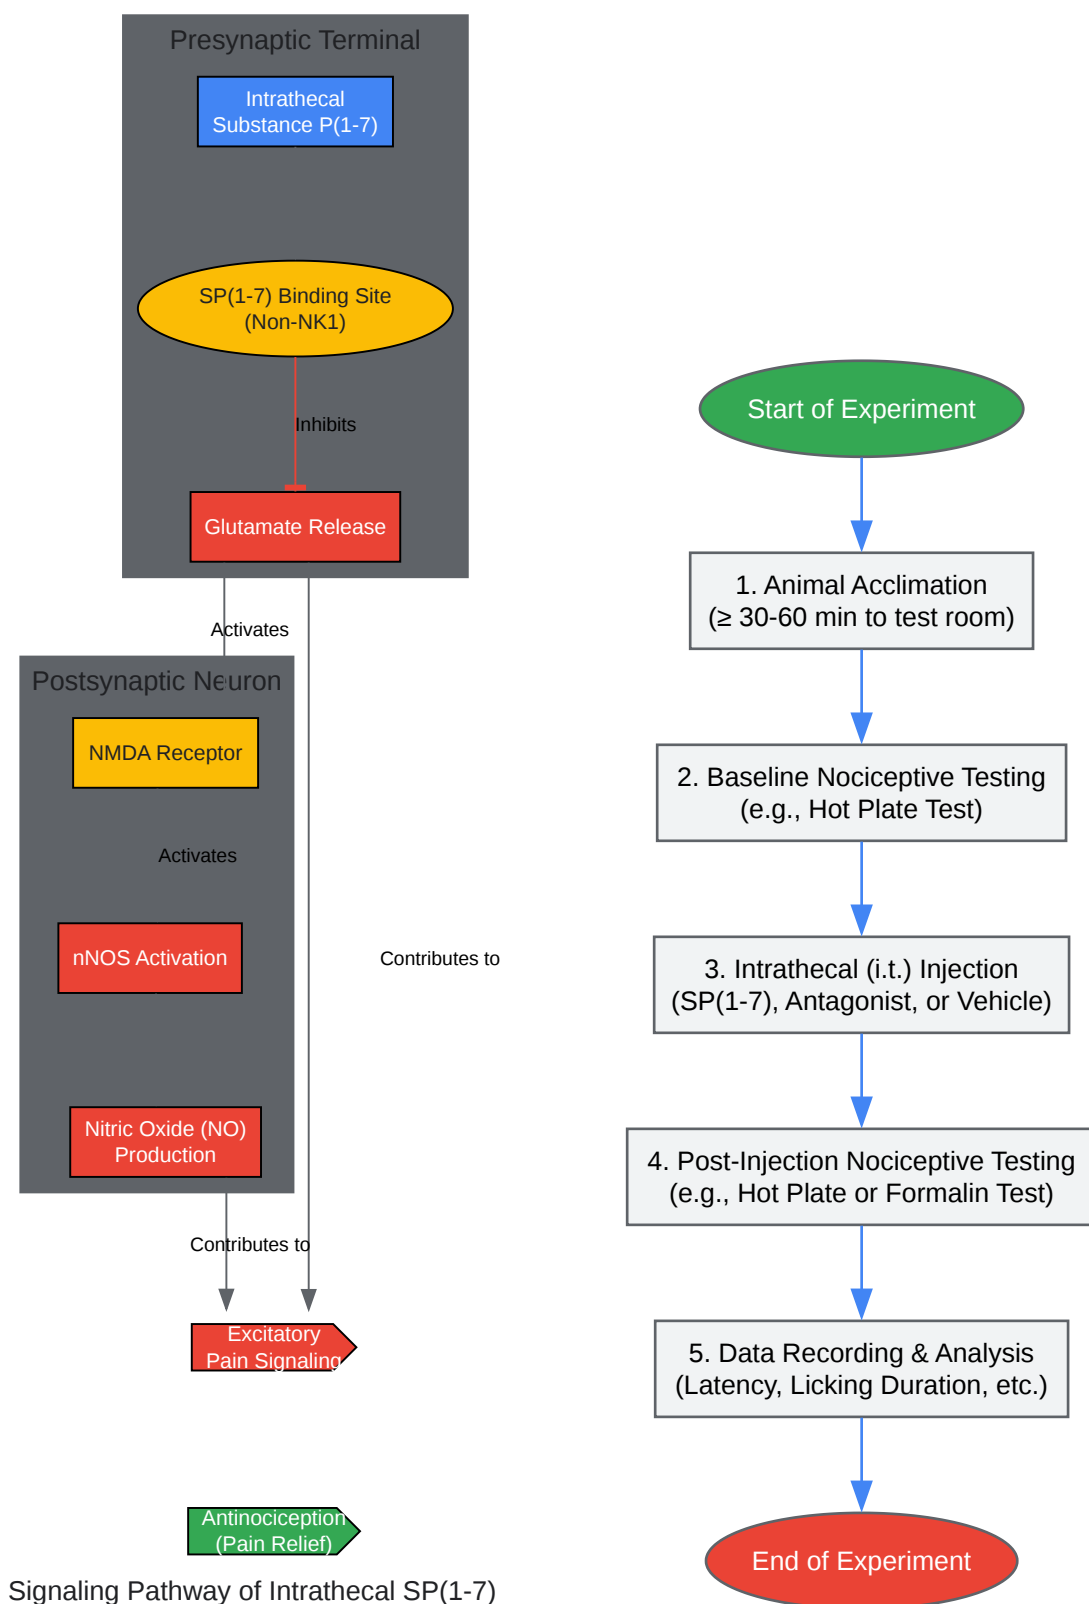 Presynaptic Terminal
Intrathecal
Substance P(1-7)
SP(1-7) Binding Site
(Non-NK1)
Inhibits
Glutamate Release
Activates
Postsynaptic Neuron
NMDA Receptor
Activates
nNOS Activation
Contributes to
Nitric Oxide (NO)
Production
Contributes to
Excitatory
Pain Signaling
Antinociception
(Pain Relief)
Signaling Pathway of Intrathecal SP(1-7)
Start of Experiment
1. Animal Acclimation
(≥ 30-60 min to test room)
2. Baseline Nociceptive Testing
(e.g., Hot Plate Test)
3. Intrathecal (i.t.) Injection
(SP(1-7), Antagonist, or Vehicle)
4. Post-Injection Nociceptive Testing
(e.g., Hot Plate or Formalin Test)
5. Data Recording & Analysis
(Latency, Licking Duration, etc.)
End of Experiment